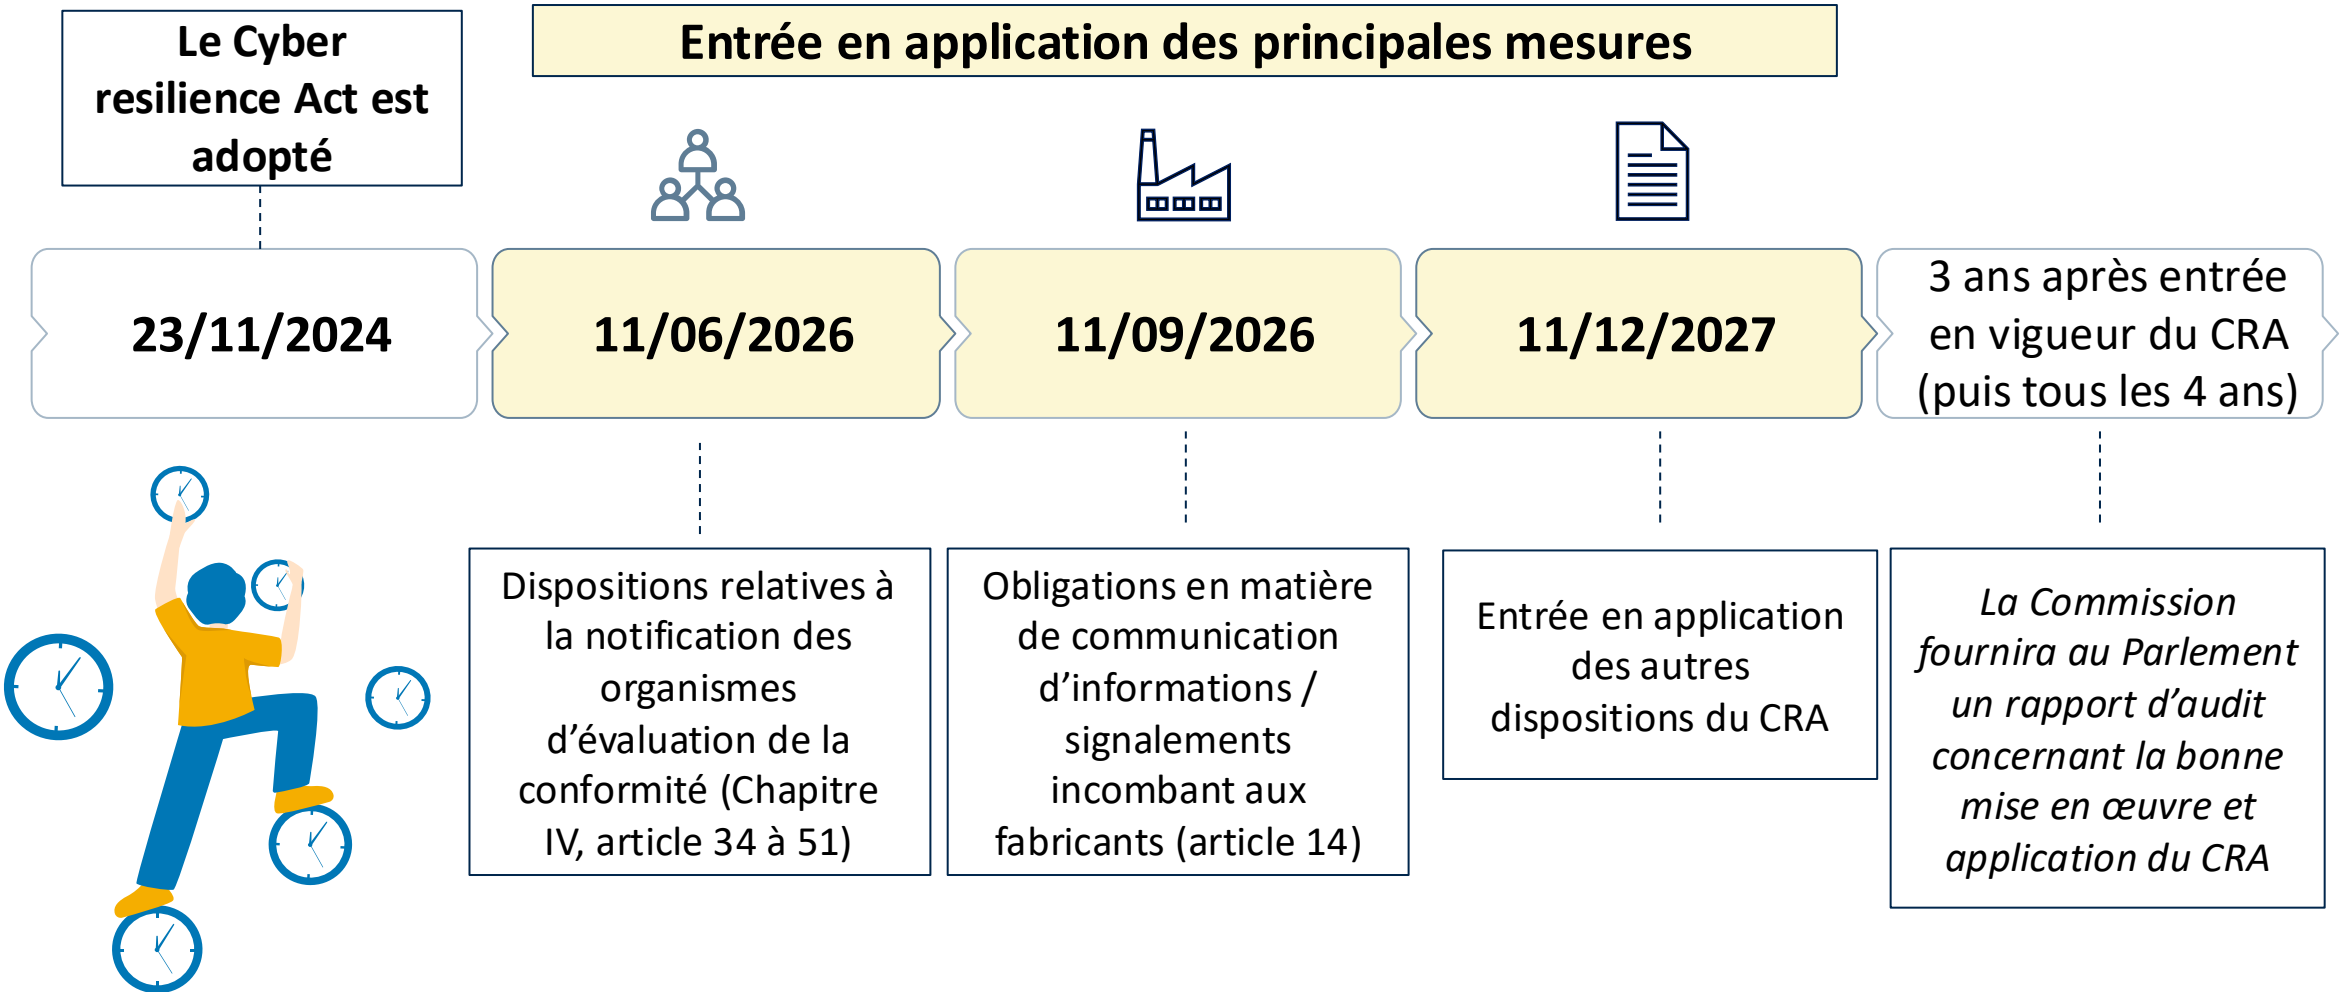 Le Cyber
resilience Act est
adopté
Entrée en application des principales mesures
23/11/2024
11/06/2026
11/09/2026
11/12/2027
3 ans après entrée
en vigueur du CRA
(puis tous les 4 ans)
Dispositions relatives à
la notification des
organismes
d’évaluation de la
conformité (Chapitre
IV, article 34 à 51)
Obligations en matière
de communication
d’informations /
signalements
incombant aux
fabricants (article 14)
Entrée en application
des autres
dispositions du CRA
La Commission
fournira au Parlement
un rapport d’audit
concernant la bonne
mise en œuvre et
application du CRA